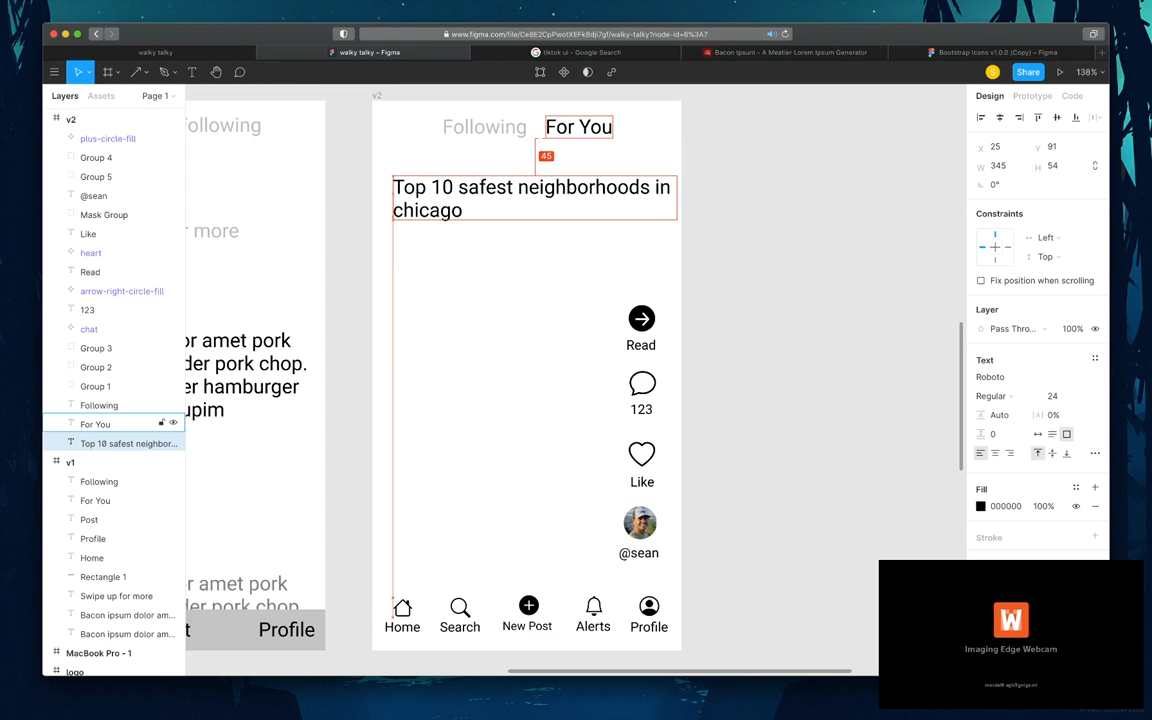 www.figma.com/file/Ce8E2CpPwotXEFkBdji7gf/walky-talky?node-id=6%3A7
walky talky
walky talky – Figma
tiktok ui - Google Search
Bacon Ipsum - A Meatier Lorem Ipsum Generator
Bootstrap Icons v1.0.0 (Copy) – Figma
S
Share
138%
Layers
Assets
Page 1
v2
plus-circle-fill
Group 4
Group 5
@sean
Mask Group
Like
heart
Read
arrow-right-circle-fill
123
chat
Group 3
Group 2
Group 1
Following
For You
Top 10 safest neighbor...
v1
Following
For You
Post
Profile
Home
Rectangle 1
Swipe up for more
Bacon ipsum dolor am...
Bacon ipsum dolor am...
MacBook Pro - 1
logo
ollowing
r more
or amet pork
der pork chop.
er hamburger
upim
or amet pork
der pork chop.
t
Profile
v2
Following
For You
45
Top 10 safest neighborhoods in
chicago
Read
123
Like
@sean
Home
Search
New Post
Alerts
Profile
Design
Prototype
Code
X 25
Y 91
W 345
H 54
0°
Constraints
Left
Top
Fix position when scrolling
Layer
Pass Thro...
100%
Text
Roboto
Regular
24
Auto
|A| 0%
0
Fill
000000
100%
Stroke
W
Imaging Edge Webcam